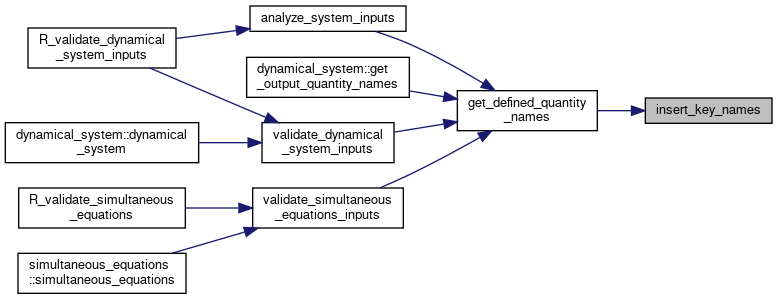 analyze_system_inputs
R_validate_dynamical
_system_inputs
dynamical_system::get
_output_quantity_names
get_defined_quantity
_names
insert_key_names
dynamical_system::dynamical
_system
validate_dynamical
_system_inputs
R_validate_simultaneous
_equations
validate_simultaneous
_equations_inputs
simultaneous_equations
::simultaneous_equations